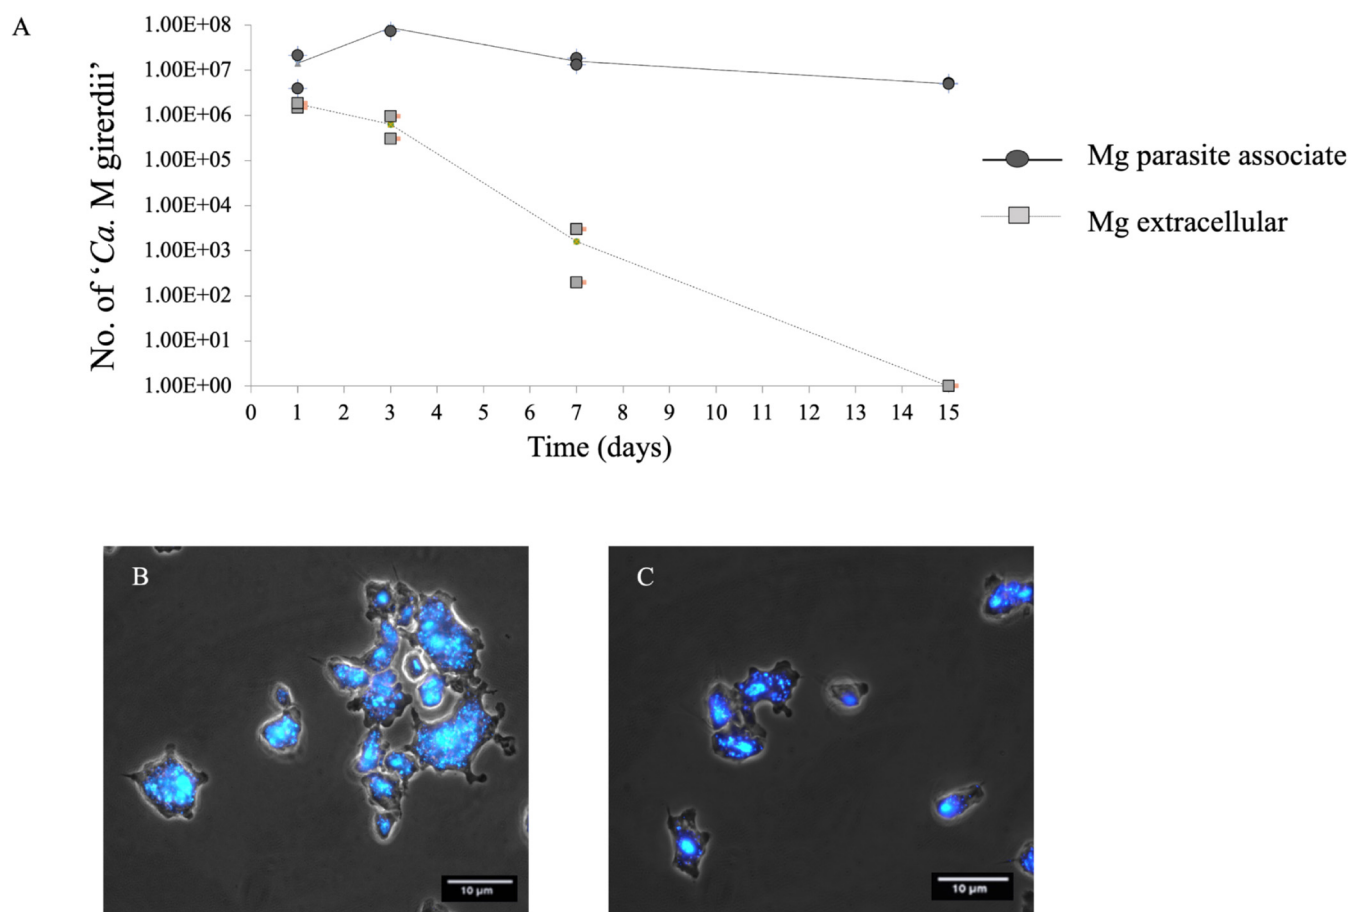 A
No. of ‘Ca. M girerdii’
1.00E+08
1.00E+07
1.00E+06
1.00E+05
1.00E+04
1.00E+03
1.00E+02
1.00E+01
1.00E+00
0 1 2 3 4 5 6 7 8 9 10 11 12 13 14 15
Time (days)
Mg parasite associate
Mg extracellular
B
10 µm
C
10 µm